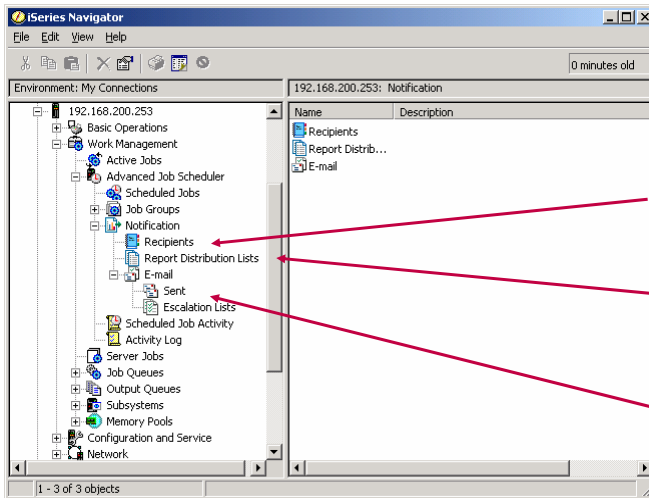 iSeries Navigator
File Edit View Help
0 minutes old
Environment: My Connections
192.168.200.253: Notification
192.168.200.253
Basic Operations
Work Management
Active Jobs
Advanced Job Scheduler
Scheduled Jobs
Job Groups
Notification
Recipients
Report Distribution Lists
E-mail
Sent
Escalation Lists
Scheduled Job Activity
Activity Log
Server Jobs
Job Queues
Output Queues
Subsystems
Memory Pools
Configuration and Service
Network
Name Description
Recipients
Report Distrib...
E-mail
1 - 3 of 3 objects